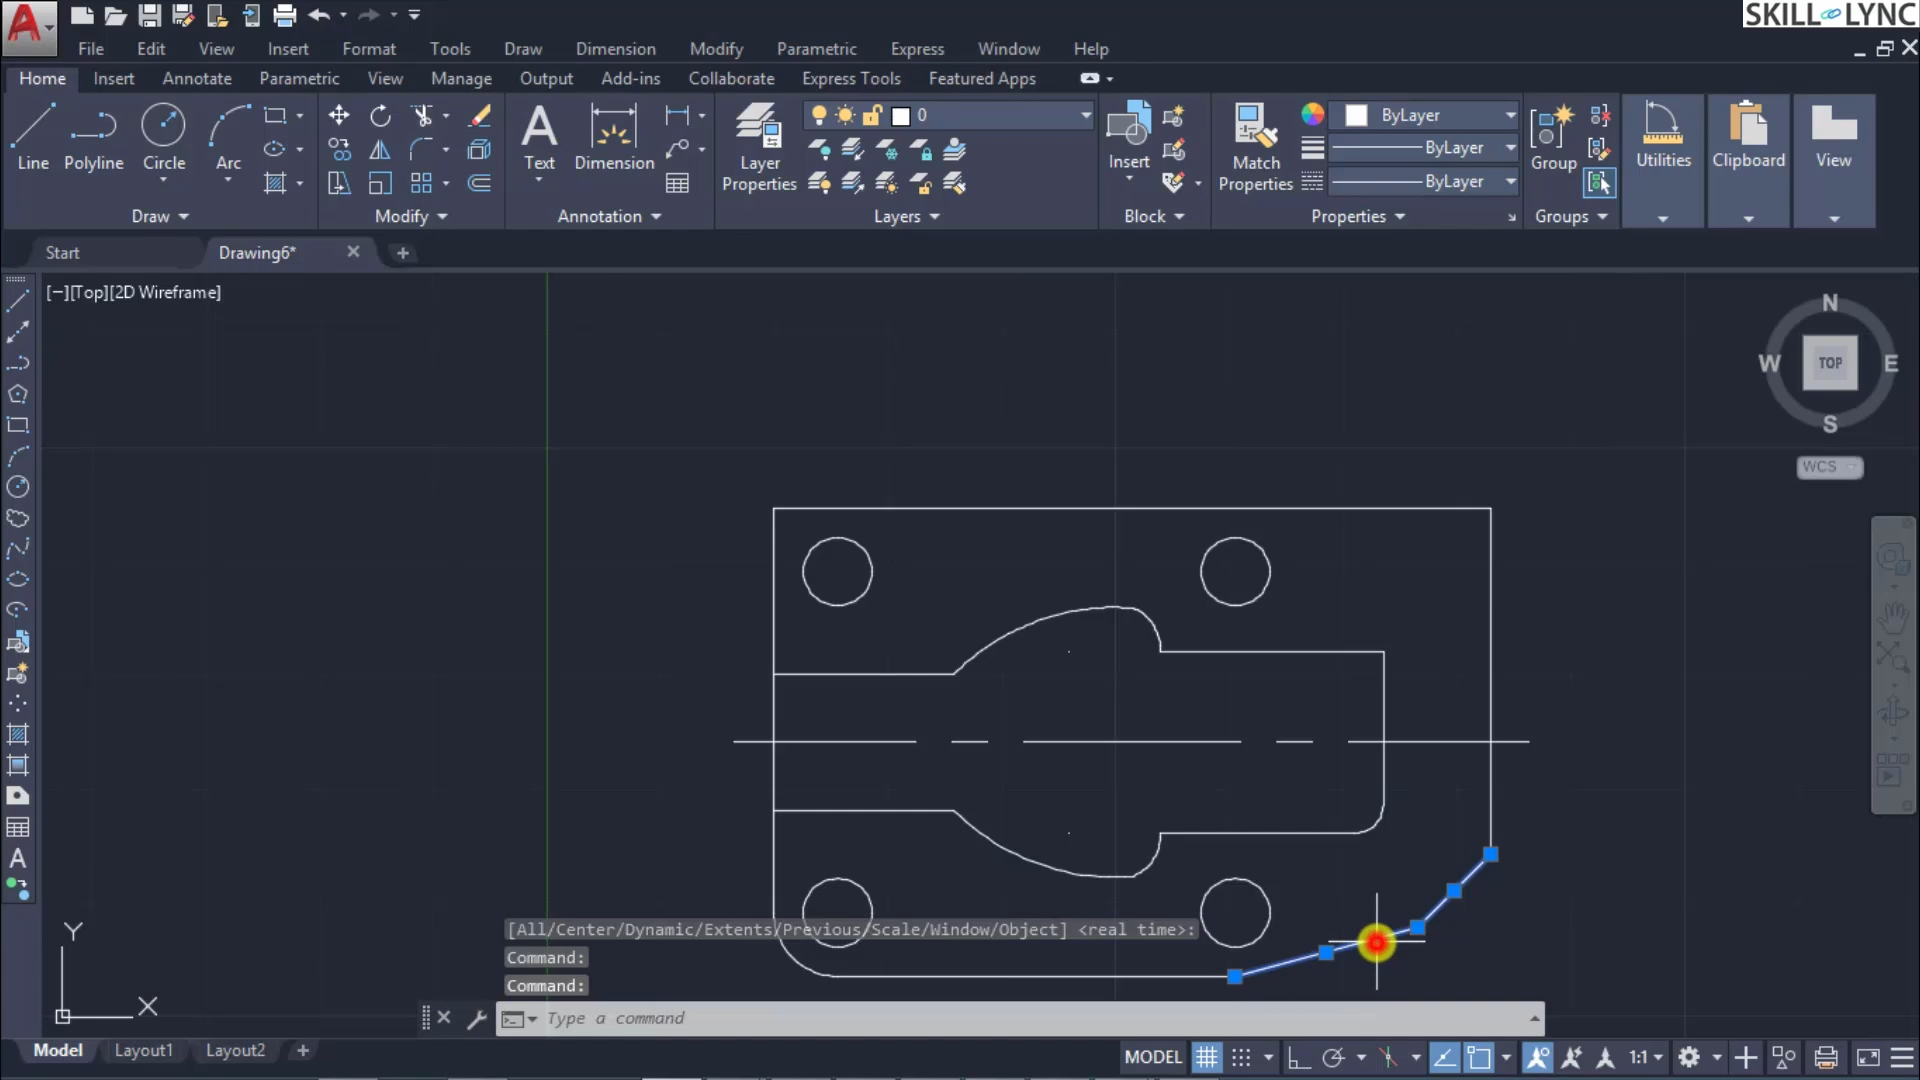 SKILL LYNC
File Edit View Insert Format Tools Draw Dimension Modify Parametric Express Window Help
Home Insert Annotate Parametric View Manage Output Add-ins Collaborate Express Tools Featured Apps
Line Polyline Circle Arc Text Dimension Layer Properties 0 Insert Match Properties ByLayer Group Utilities Clipboard View
ByLayer
ByLayer
Draw Modify Annotation Layers Block Properties Groups
Start Drawing6*
[−][Top][2D Wireframe]
N
W TOP E
S
WCS
Y
X
[All/Center/Dynamic/Extents/Previous/Scale/Window/Object] <real time>:
Command:
Command:
Type a command
Model Layout1 Layout2
MODEL 1:1